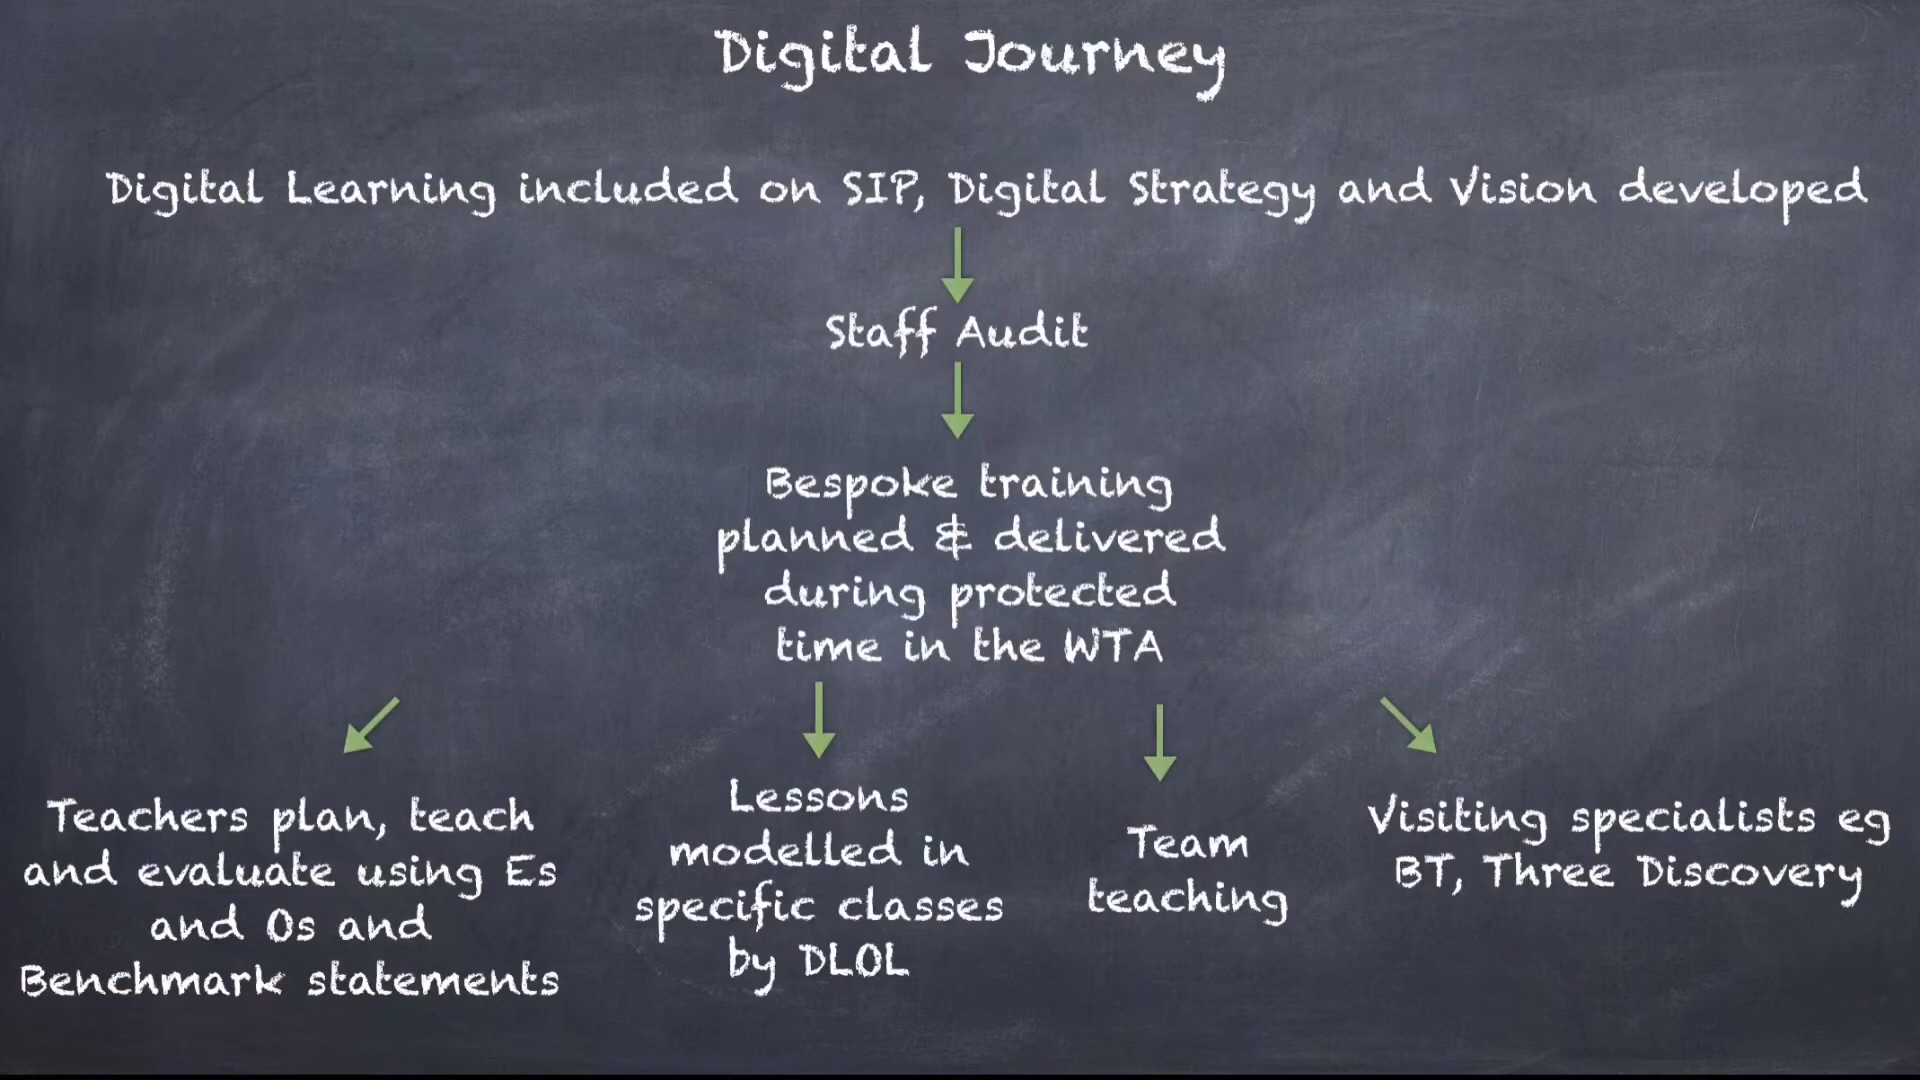 Digital Journey
Digital Learning included on SIP, Digital Strategy and Vision developed
Staff Audit
Bespoke training
planned & delivered
during protected
time in the WTA
Teachers plan, teach
and evaluate using Es
and Os and
Benchmark statements
Lessons
modelled in
specific classes
by DLOL
Team
teaching
Visiting specialists eg
BT, Three Discovery